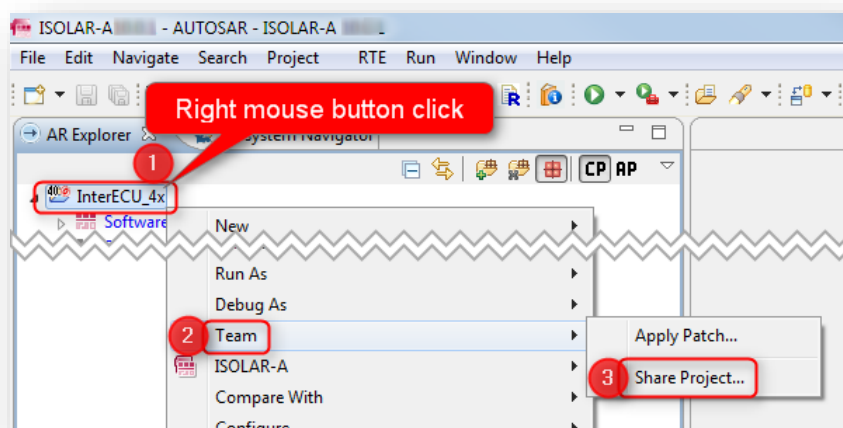 ISOLAR-A - AUTOSAR - ISOLAR-A
File Edit Navigate Search Project RTE Run Window Help
Right mouse button click
AR Explorer System Navigator
1
CP AP
InterECU_4x
Software
New
Run As
Debug As
2 Team
Apply Patch...
ISOLAR-A
3 Share Project...
Compare With
Configure